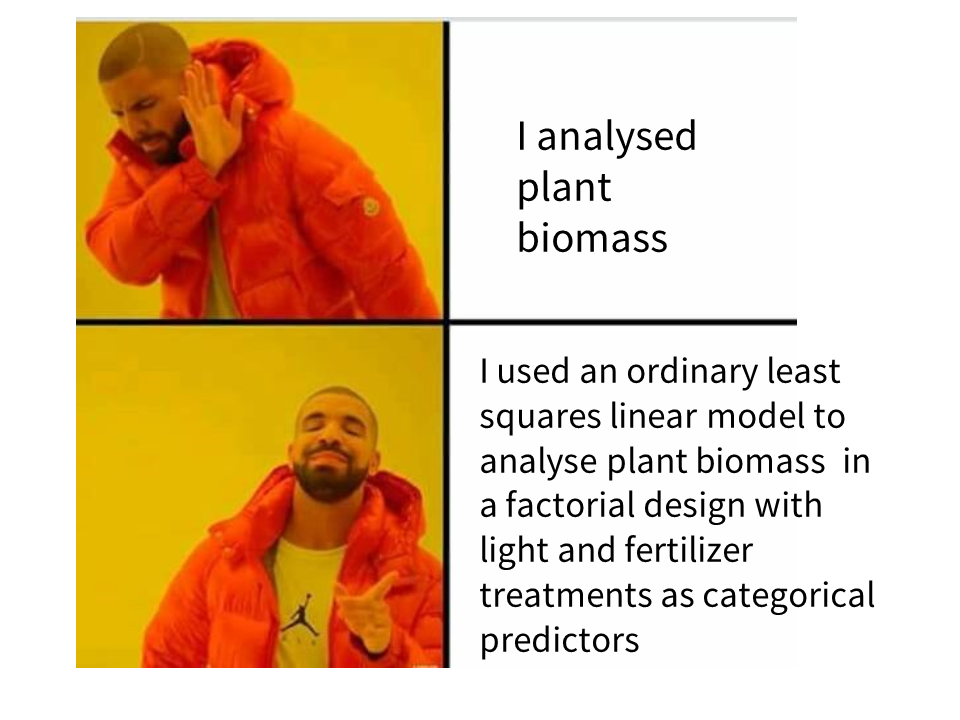 I analysed
plant
biomass
I used an ordinary least
squares linear model to
analyse plant biomass  in
a factorial design with
light and fertilizer
treatments as categorical
predictors